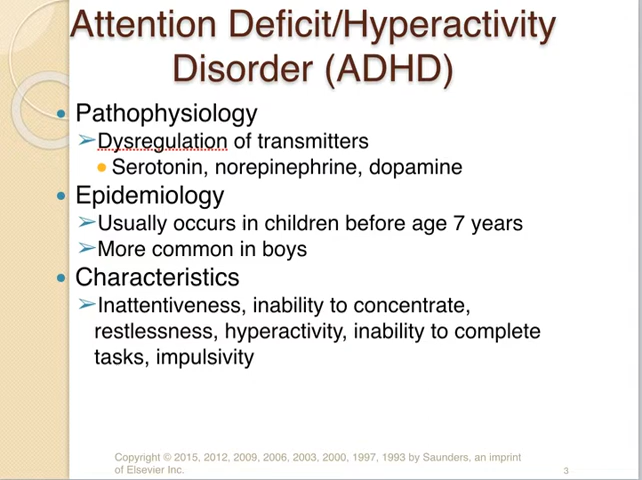 Attention Deficit/Hyperactivity
Disorder (ADHD)
• Pathophysiology
➢Dysregulation of transmitters
• Serotonin, norepinephrine, dopamine
• Epidemiology
➢Usually occurs in children before age 7 years
➢More common in boys
• Characteristics
➢Inattentiveness, inability to concentrate,
restlessness, hyperactivity, inability to complete
tasks, impulsivity
Copyright © 2015, 2012, 2009, 2006, 2003, 2000, 1997, 1993 by Saunders, an imprint
of Elsevier Inc.
3